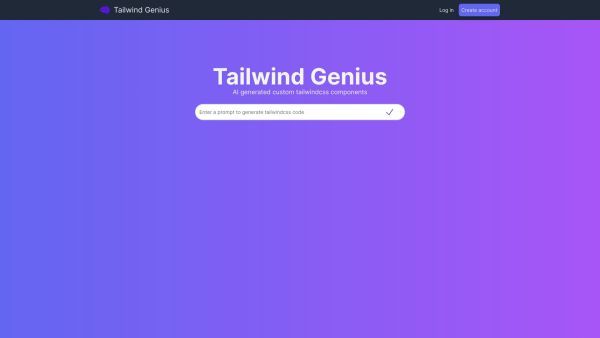 Tailwind Genius
Log in
Create account
Tailwind Genius
AI generated custom tailwindcss components
Enter a prompt to generate tailwindcss code